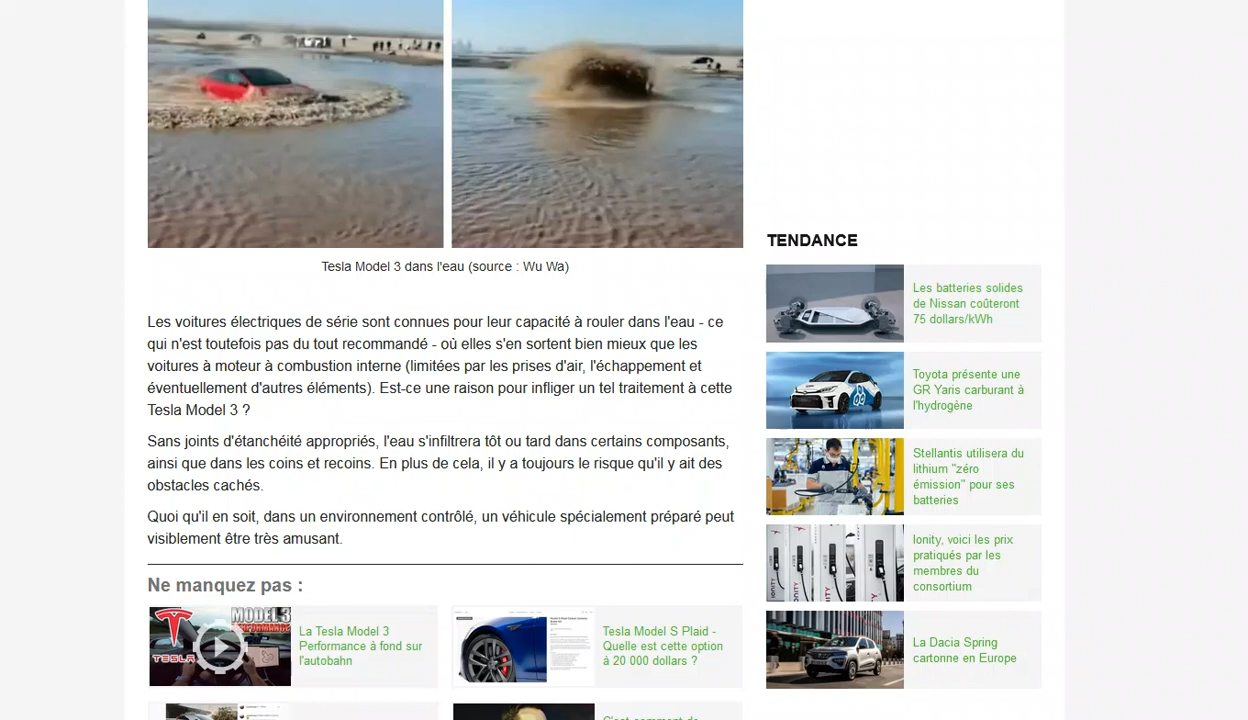 Tesla Model 3 dans l'eau (source : Wu Wa)
Les voitures électriques de série sont connues pour leur capacité à rouler dans l'eau - ce
qui n'est toutefois pas du tout recommandé - où elles s'en sortent bien mieux que les
voitures à moteur à combustion interne (limitées par les prises d'air, l'échappement et
éventuellement d'autres éléments). Est-ce une raison pour infliger un tel traitement à cette
Tesla Model 3 ?
Sans joints d'étanchéité appropriés, l'eau s'infiltrera tôt ou tard dans certains composants,
ainsi que dans les coins et recoins. En plus de cela, il y a toujours le risque qu'il y ait des
obstacles cachés.
Quoi qu'il en soit, dans un environnement contrôlé, un véhicule spécialement préparé peut
visiblement être très amusant.
Ne manquez pas :
MODEL 3
PERFORMANCE
TESLA
La Tesla Model 3
Performance à fond sur
l'autobahn
Tesla Model S Plaid -
Quelle est cette option
à 20 000 dollars ?
C'est comment de
TENDANCE
Les batteries solides
de Nissan coûteront
75 dollars/kWh
Toyota présente une
GR Yaris carburant à
l'hydrogène
Stellantis utilisera du
lithium "zéro
émission" pour ses
batteries
IONITY
Ionity, voici les prix
pratiqués par les
membres du
consortium
La Dacia Spring
cartonne en Europe